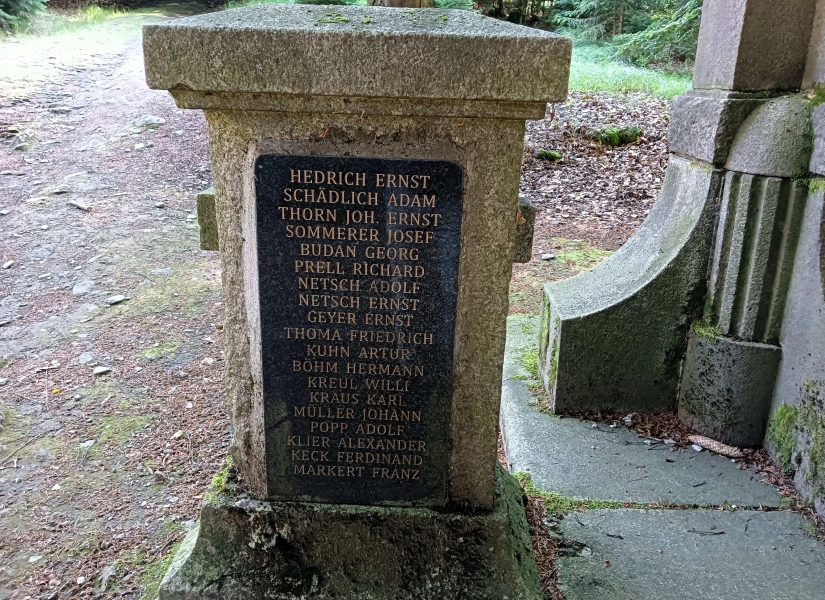 HEDRICH ERNST
SCHÄDLICH ADAM
THORN JOH. ERNST
SOMMERER JOSEF
BUDAN GEORG
PRELL RICHARD
NETSCH ADOLF
NETSCH ERNST
GEYER ERNST
THOMA FRIEDRICH
KUHN ARTUR
BÖHM HERMANN
KREUL WILLI
KRAUS KARL
MÜLLER JOHANN
POPP ADOLF
KLIER ALEXANDER
KECK FERDINAND
MARKERT FRANZ